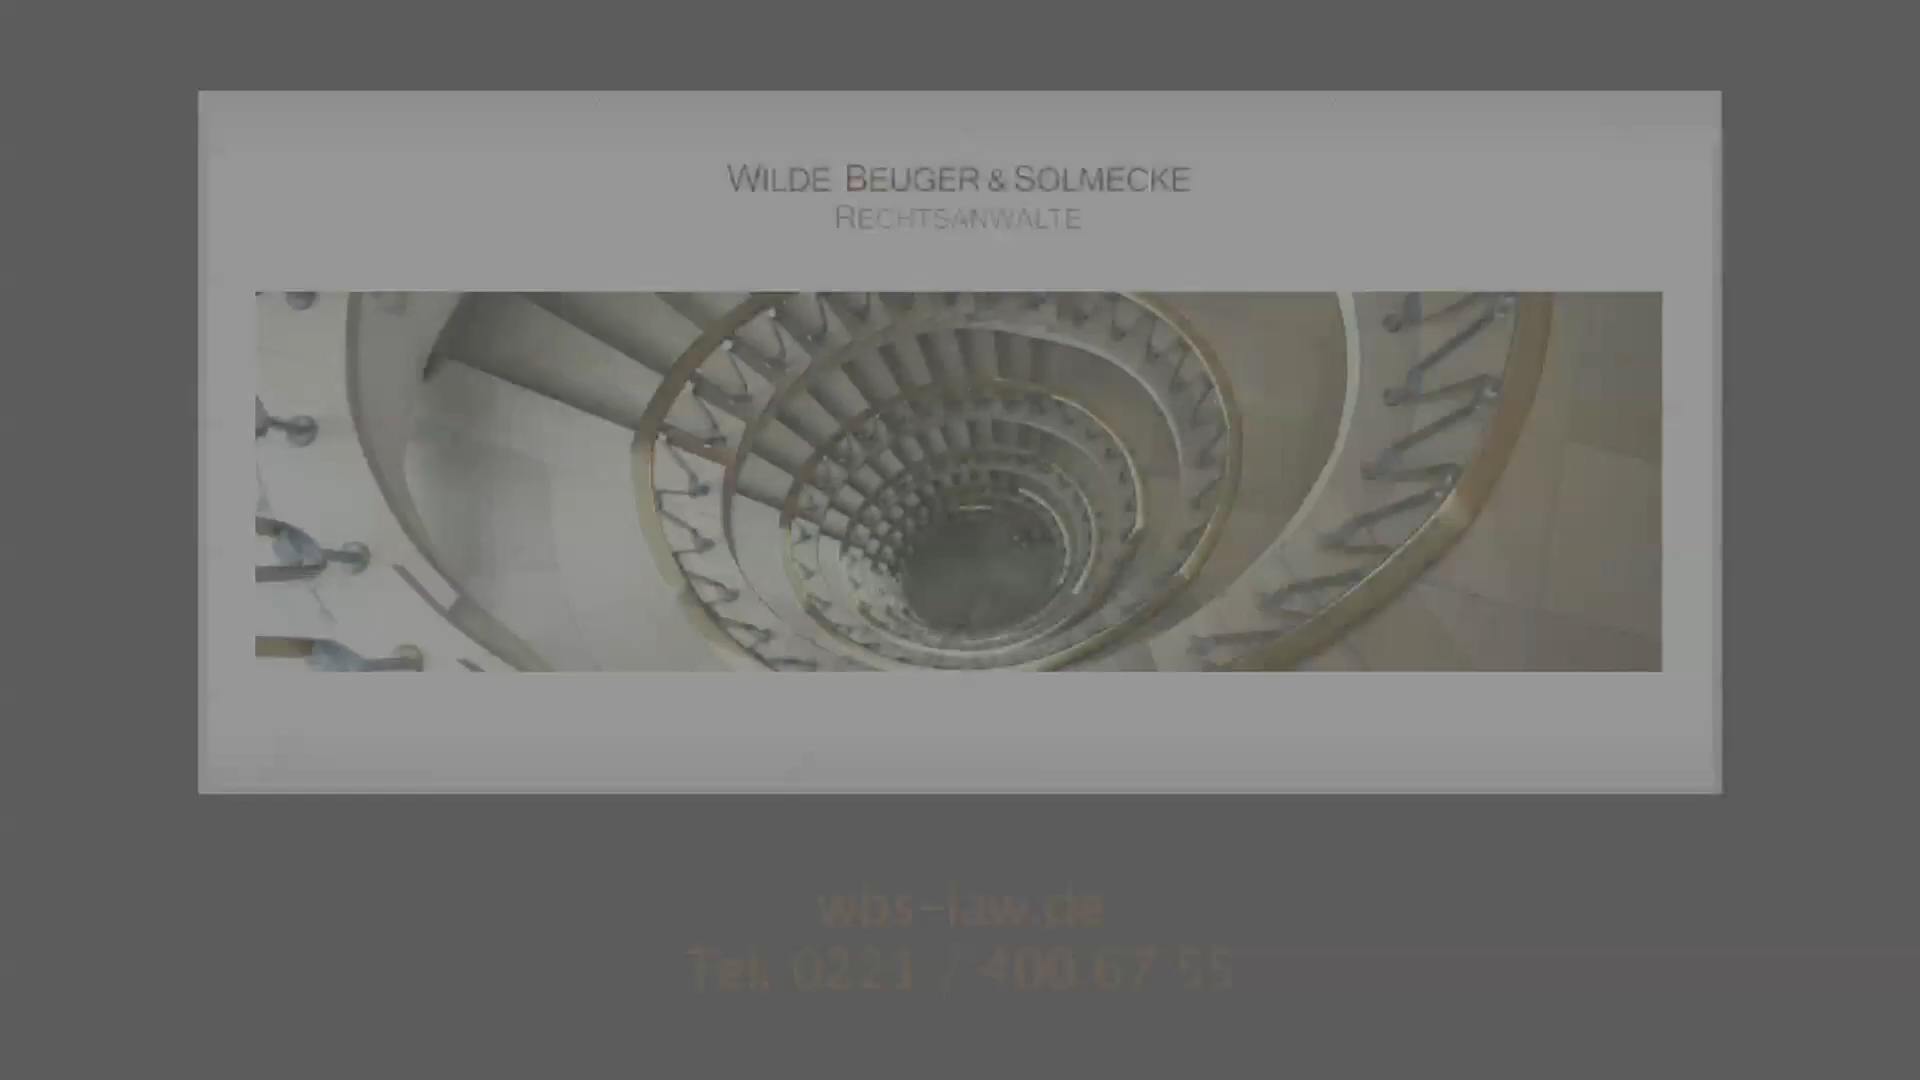 WILDE BEUGER & SOLMECKE
RECHTSANWÄLTE
wbs-law.de
Tel. 0221 / 400 67 55